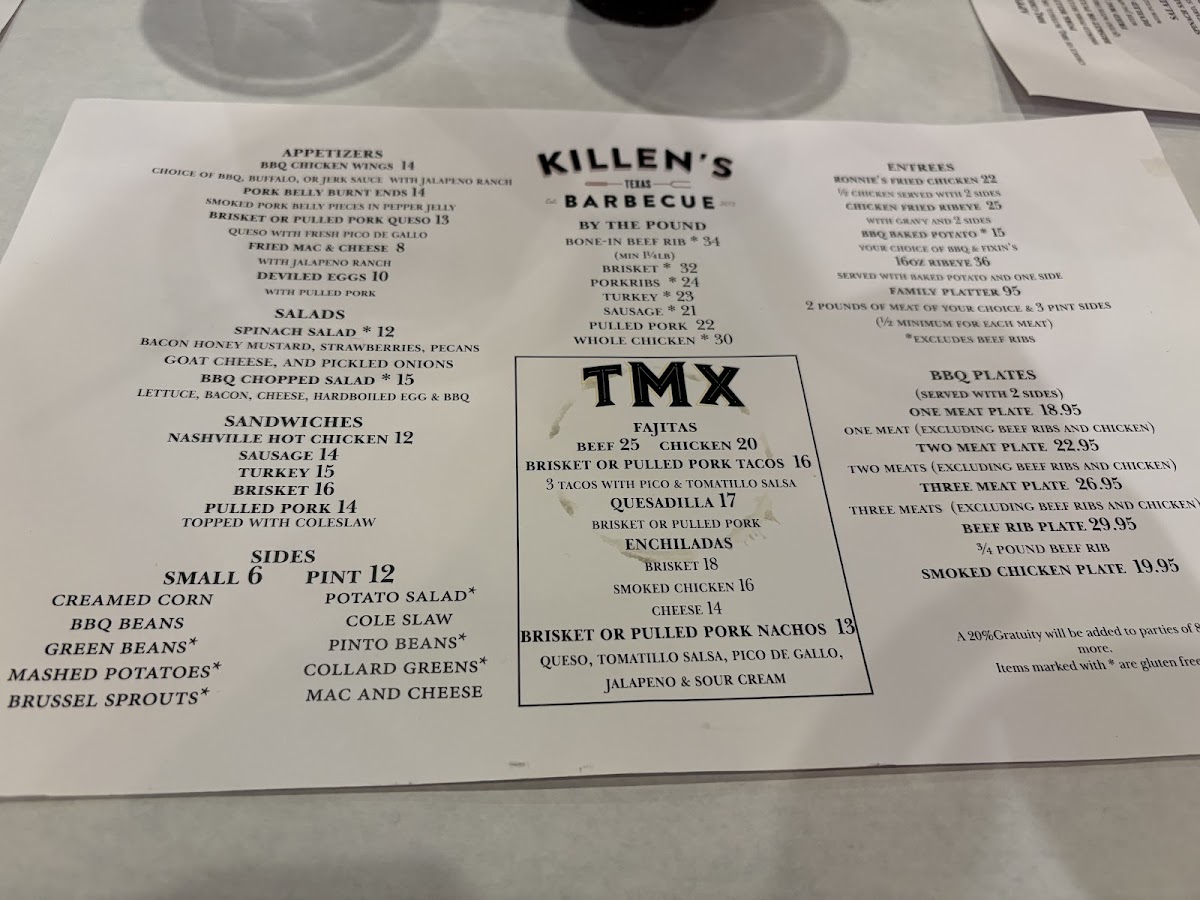 APPETIZERS
BBQ CHICKEN WINGS 14
CHOICE OF BBQ, BUFFALO, OR JERK SAUCE WITH JALAPENO RANCH
PORK BELLY BURNT ENDS 14
SMOKED PORK BELLY PIECES IN PEPPER JELLY
BRISKET OR PULLED PORK QUESO 13
QUESO WITH FRESH PICO DE GALLO
FRIED MAC & CHEESE 8
WITH JALAPENO RANCH
DEVILED EGGS 10
WITH PULLED PORK
SALADS
SPINACH SALAD * 12
BACON HONEY MUSTARD, STRAWBERRIES, PECANS
GOAT CHEESE, AND PICKLED ONIONS
BBQ CHOPPED SALAD * 15
LETTUCE, BACON, CHEESE, HARDBOILED EGG & BBQ
SANDWICHES
NASHVILLE HOT CHICKEN 12
SAUSAGE 14
TURKEY 15
BRISKET 16
PULLED PORK 14
TOPPED WITH COLESLAW
SIDES
SMALL 6 PINT 12
CREAMED CORN
BBQ BEANS
GREEN BEANS*
MASHED POTATOES*
BRUSSEL SPROUTS*
POTATO SALAD*
COLE SLAW
PINTO BEANS*
COLLARD GREENS*
MAC AND CHEESE
KILLEN'S
TEXAS
BARBECUE
BY THE POUND
BONE-IN BEEF RIB * 34
(MIN 1¼LB)
BRISKET * 32
PORKRIBS * 24
TURKEY * 23
SAUSAGE * 21
PULLED PORK 22
WHOLE CHICKEN * 30
TMX
FAJITAS
BEEF 25 CHICKEN 20
BRISKET OR PULLED PORK TACOS 16
3 TACOS WITH PICO & TOMATILLO SALSA
QUESADILLA 17
BRISKET OR PULLED PORK
ENCHILADAS
BRISKET 18
SMOKED CHICKEN 16
CHEESE 14
BRISKET OR PULLED PORK NACHOS 13
QUESO, TOMATILLO SALSA, PICO DE GALLO,
JALAPENO & SOUR CREAM
ENTREES
RONNIE'S FRIED CHICKEN 22
½ CHICKEN SERVED WITH 2 SIDES
CHICKEN FRIED RIBEYE 25
WITH GRAVY AND 2 SIDES
BBQ BAKED POTATO * 15
YOUR CHOICE OF BBQ & FIXIN'S
16OZ RIBEYE 36
SERVED WITH BAKED POTATO AND ONE SIDE
FAMILY PLATTER 95
2 POUNDS OF MEAT OF YOUR CHOICE & 3 PINT SIDES
(½ MINIMUM FOR EACH MEAT)
*EXCLUDES BEEF RIBS
BBQ PLATES
(SERVED WITH 2 SIDES)
ONE MEAT PLATE 18.95
ONE MEAT (EXCLUDING BEEF RIBS AND CHICKEN)
TWO MEAT PLATE 22.95
TWO MEATS (EXCLUDING BEEF RIBS AND CHICKEN)
THREE MEAT PLATE 26.95
THREE MEATS (EXCLUDING BEEF RIBS AND CHICKEN)
BEEF RIB PLATE 29.95
¾ POUND BEEF RIB
SMOKED CHICKEN PLATE 19.95
A 20%Gratuity will be added to parties of 8
more.
Items marked with * are gluten free